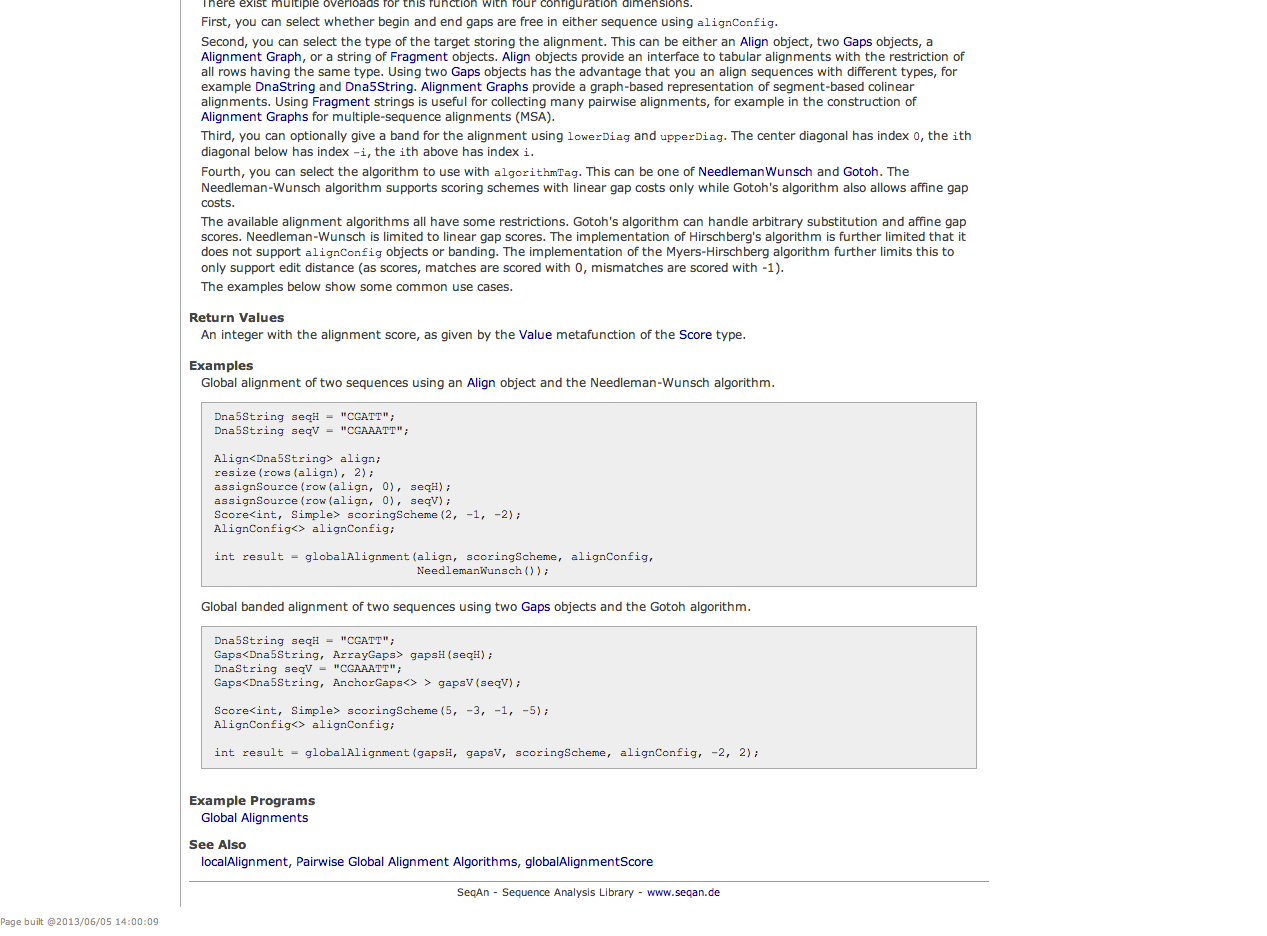 There exist multiple overloads for this function with four configuration dimensions.
First, you can select whether begin and end gaps are free in either sequence using alignConfig.
Second, you can select the type of the target storing the alignment. This can be either an Align object, two Gaps objects, a
Alignment Graph, or a string of Fragment objects. Align objects provide an interface to tabular alignments with the restriction of
all rows having the same type. Using two Gaps objects has the advantage that you an align sequences with different types, for
example DnaString and Dna5String. Alignment Graphs provide a graph-based representation of segment-based colinear
alignments. Using Fragment strings is useful for collecting many pairwise alignments, for example in the construction of
Alignment Graphs for multiple-sequence alignments (MSA).
Third, you can optionally give a band for the alignment using lowerDiag and upperDiag. The center diagonal has index 0, the ith
diagonal below has index -i, the ith above has index i.
Fourth, you can select the algorithm to use with algorithmTag. This can be one of NeedlemanWunsch and Gotoh. The
Needleman-Wunsch algorithm supports scoring schemes with linear gap costs only while Gotoh's algorithm also allows affine gap
costs.
The available alignment algorithms all have some restrictions. Gotoh's algorithm can handle arbitrary substitution and affine gap
scores. Needleman-Wunsch is limited to linear gap scores. The implementation of Hirschberg's algorithm is further limited that it
does not support alignConfig objects or banding. The implementation of the Myers-Hirschberg algorithm further limits this to
only support edit distance (as scores, matches are scored with 0, mismatches are scored with -1).
The examples below show some common use cases.
Return Values
An integer with the alignment score, as given by the Value metafunction of the Score type.
Examples
Global alignment of two sequences using an Align object and the Needleman-Wunsch algorithm.
Dna5String seqH = "CGATT";
Dna5String seqV = "CGAAATT";
Align<Dna5String> align;
resize(rows(align), 2);
assignSource(row(align, 0), seqH);
assignSource(row(align, 0), seqV);
Score<int, Simple> scoringScheme(2, -1, -2);
AlignConfig<> alignConfig;
int result = globalAlignment(align, scoringScheme, alignConfig,
NeedlemanWunsch());
Global banded alignment of two sequences using two Gaps objects and the Gotoh algorithm.
Dna5String seqH = "CGATT";
Gaps<Dna5String, ArrayGaps> gapsH(seqH);
DnaString seqV = "CGAAATT";
Gaps<Dna5String, AnchorGaps<> > gapsV(seqV);
Score<int, Simple> scoringScheme(5, -3, -1, -5);
AlignConfig<> alignConfig;
int result = globalAlignment(gapsH, gapsV, scoringScheme, alignConfig, -2, 2);
Example Programs
Global Alignments
See Also
localAlignment, Pairwise Global Alignment Algorithms, globalAlignmentScore
SeqAn - Sequence Analysis Library - www.seqan.de
Page built @2013/06/05 14:00:09